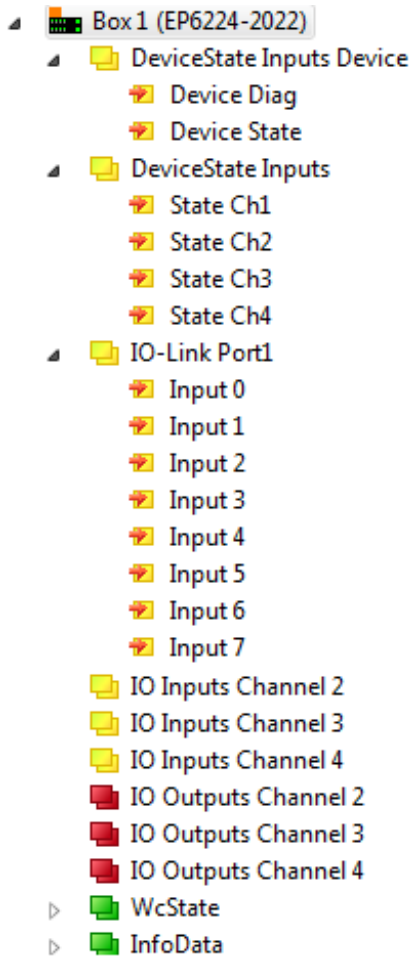 Box 1 (EP6224-2022)
DeviceState Inputs Device
Device Diag
Device State
DeviceState Inputs
State Ch1
State Ch2
State Ch3
State Ch4
IO-Link Port1
Input 0
Input 1
Input 2
Input 3
Input 4
Input 5
Input 6
Input 7
IO Inputs Channel 2
IO Inputs Channel 3
IO Inputs Channel 4
IO Outputs Channel 2
IO Outputs Channel 3
IO Outputs Channel 4
WcState
InfoData